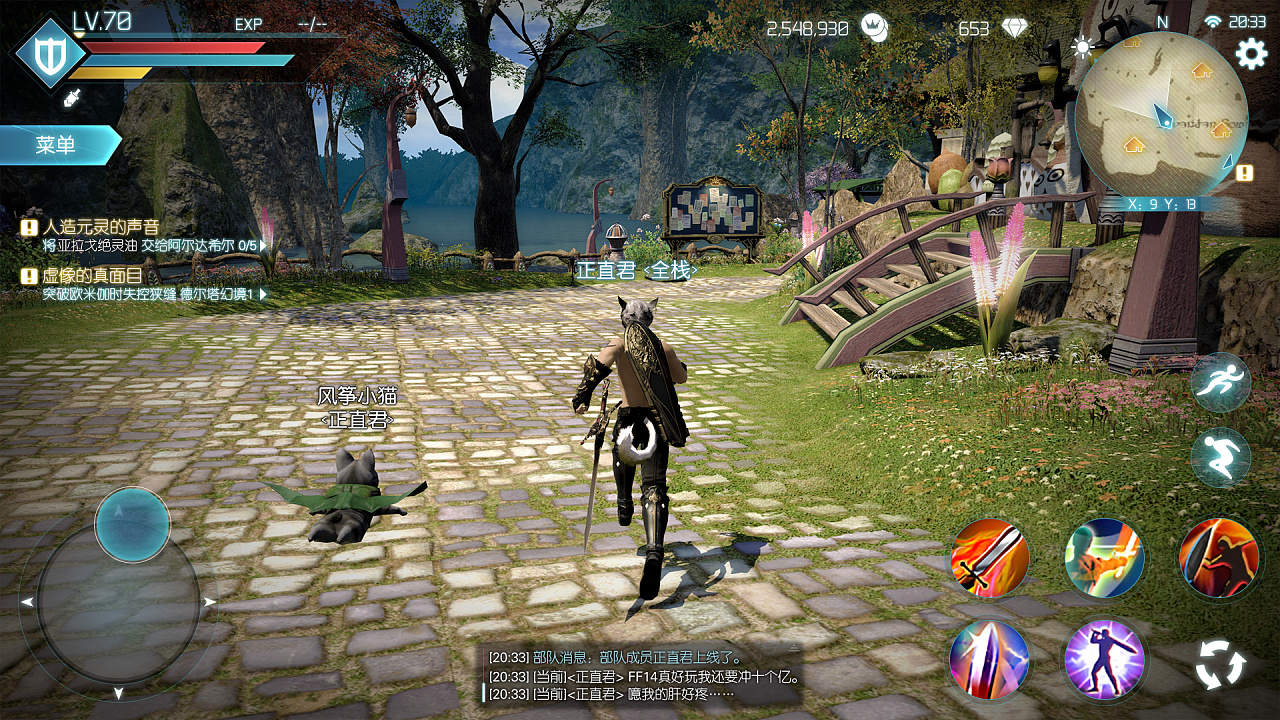 LV.70
EXP --/--
2,548,930
653
N
20:33
菜单
X: 9 Y: 13
人造元灵的声音
将亚拉戈绝灵油 交给阿尔达希尔 0/5
虚像的真面目
突破欧米伽时失控狭缝 德尔塔幻境1
正直君 <全栈>
风筝小猫
<正直君>
[20:33] 部队消息：部队成员正直君上线了。
[20:33] [当前]<正直君> FF14真好玩我还要冲十个亿。
[20:33] [当前]<正直君> 噫我的肝好疼……